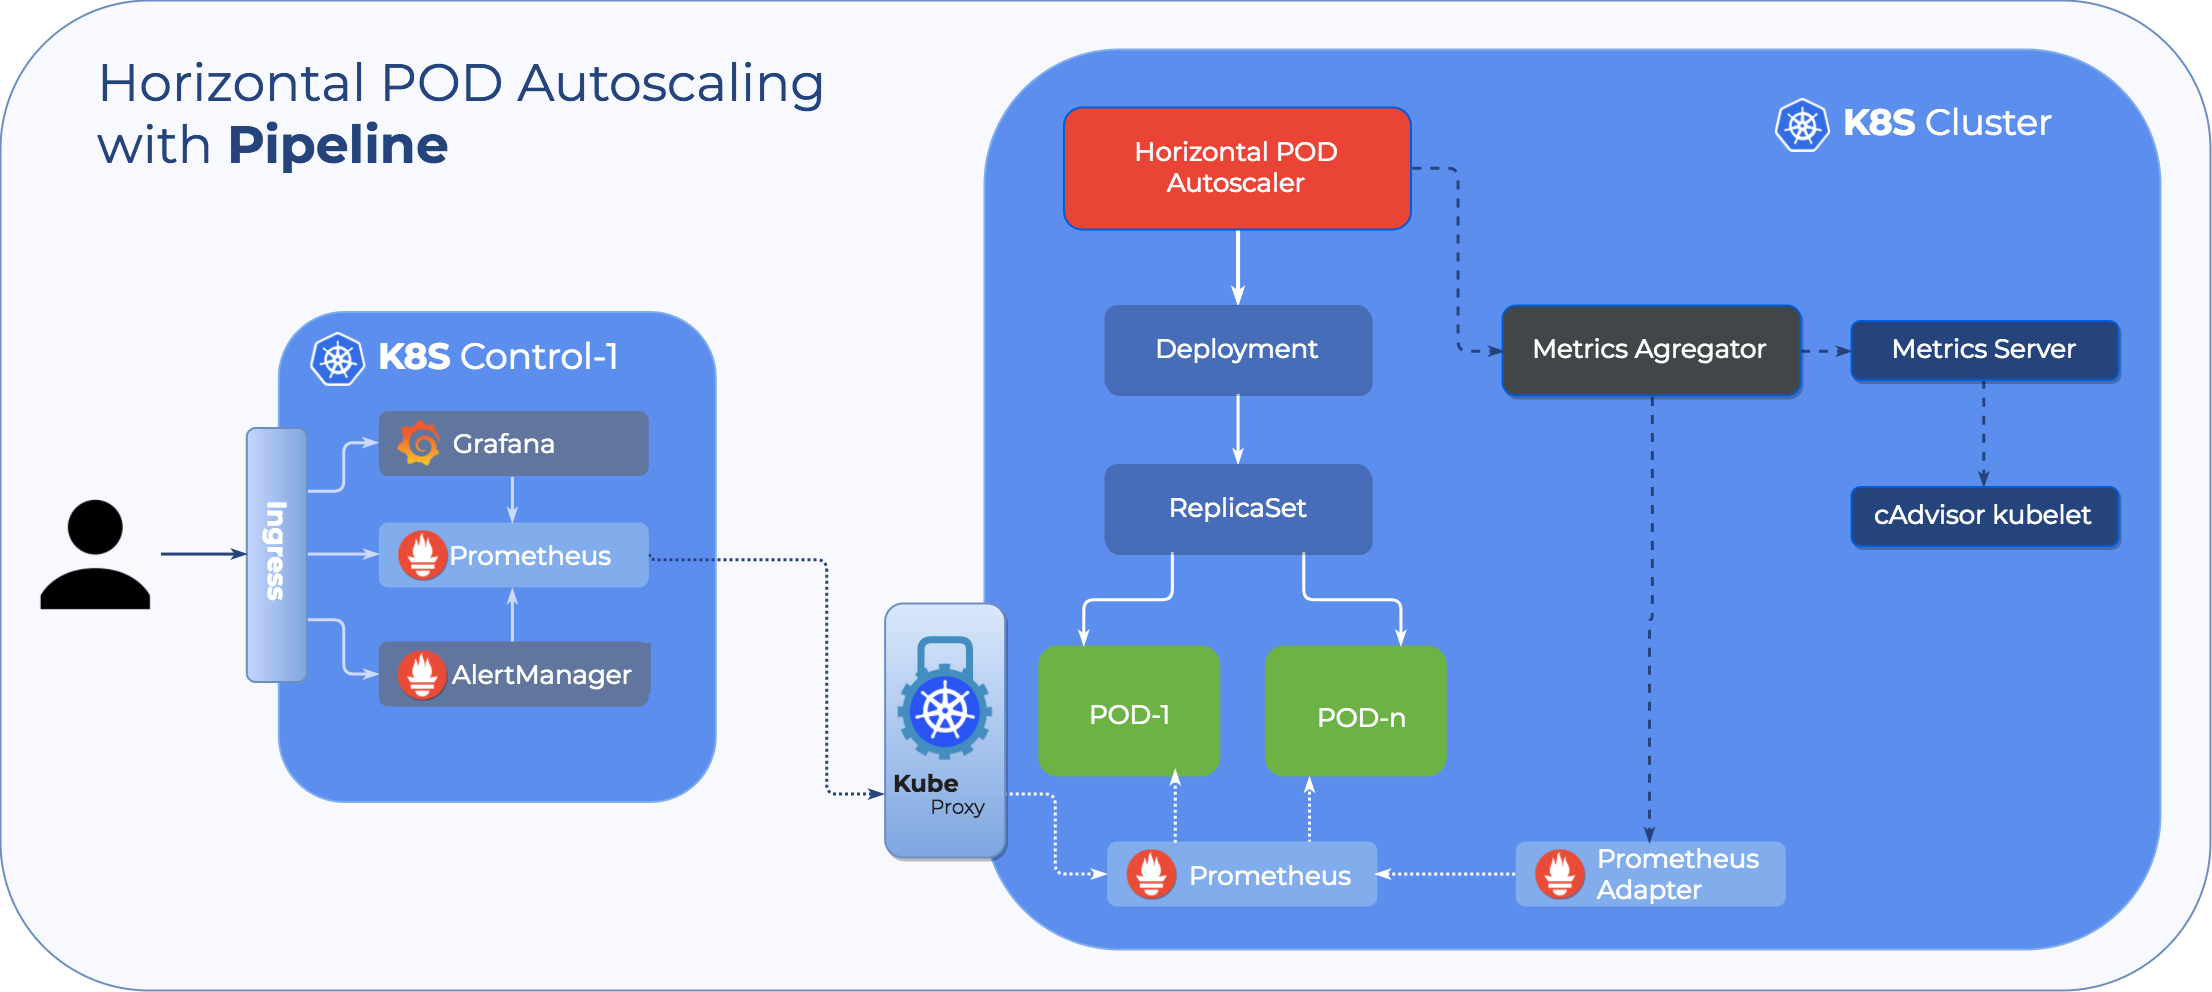 Horizontal POD Autoscaling
with Pipeline
K8S Cluster
Horizontal POD
Autoscaler
Deployment
Metrics Agregator
Metrics Server
K8S Control-1
Grafana
Ingress
Prometheus
AlertManager
ReplicaSet
cAdvisor kubelet
POD-1
POD-n
Kube
Proxy
Prometheus
Prometheus
Adapter